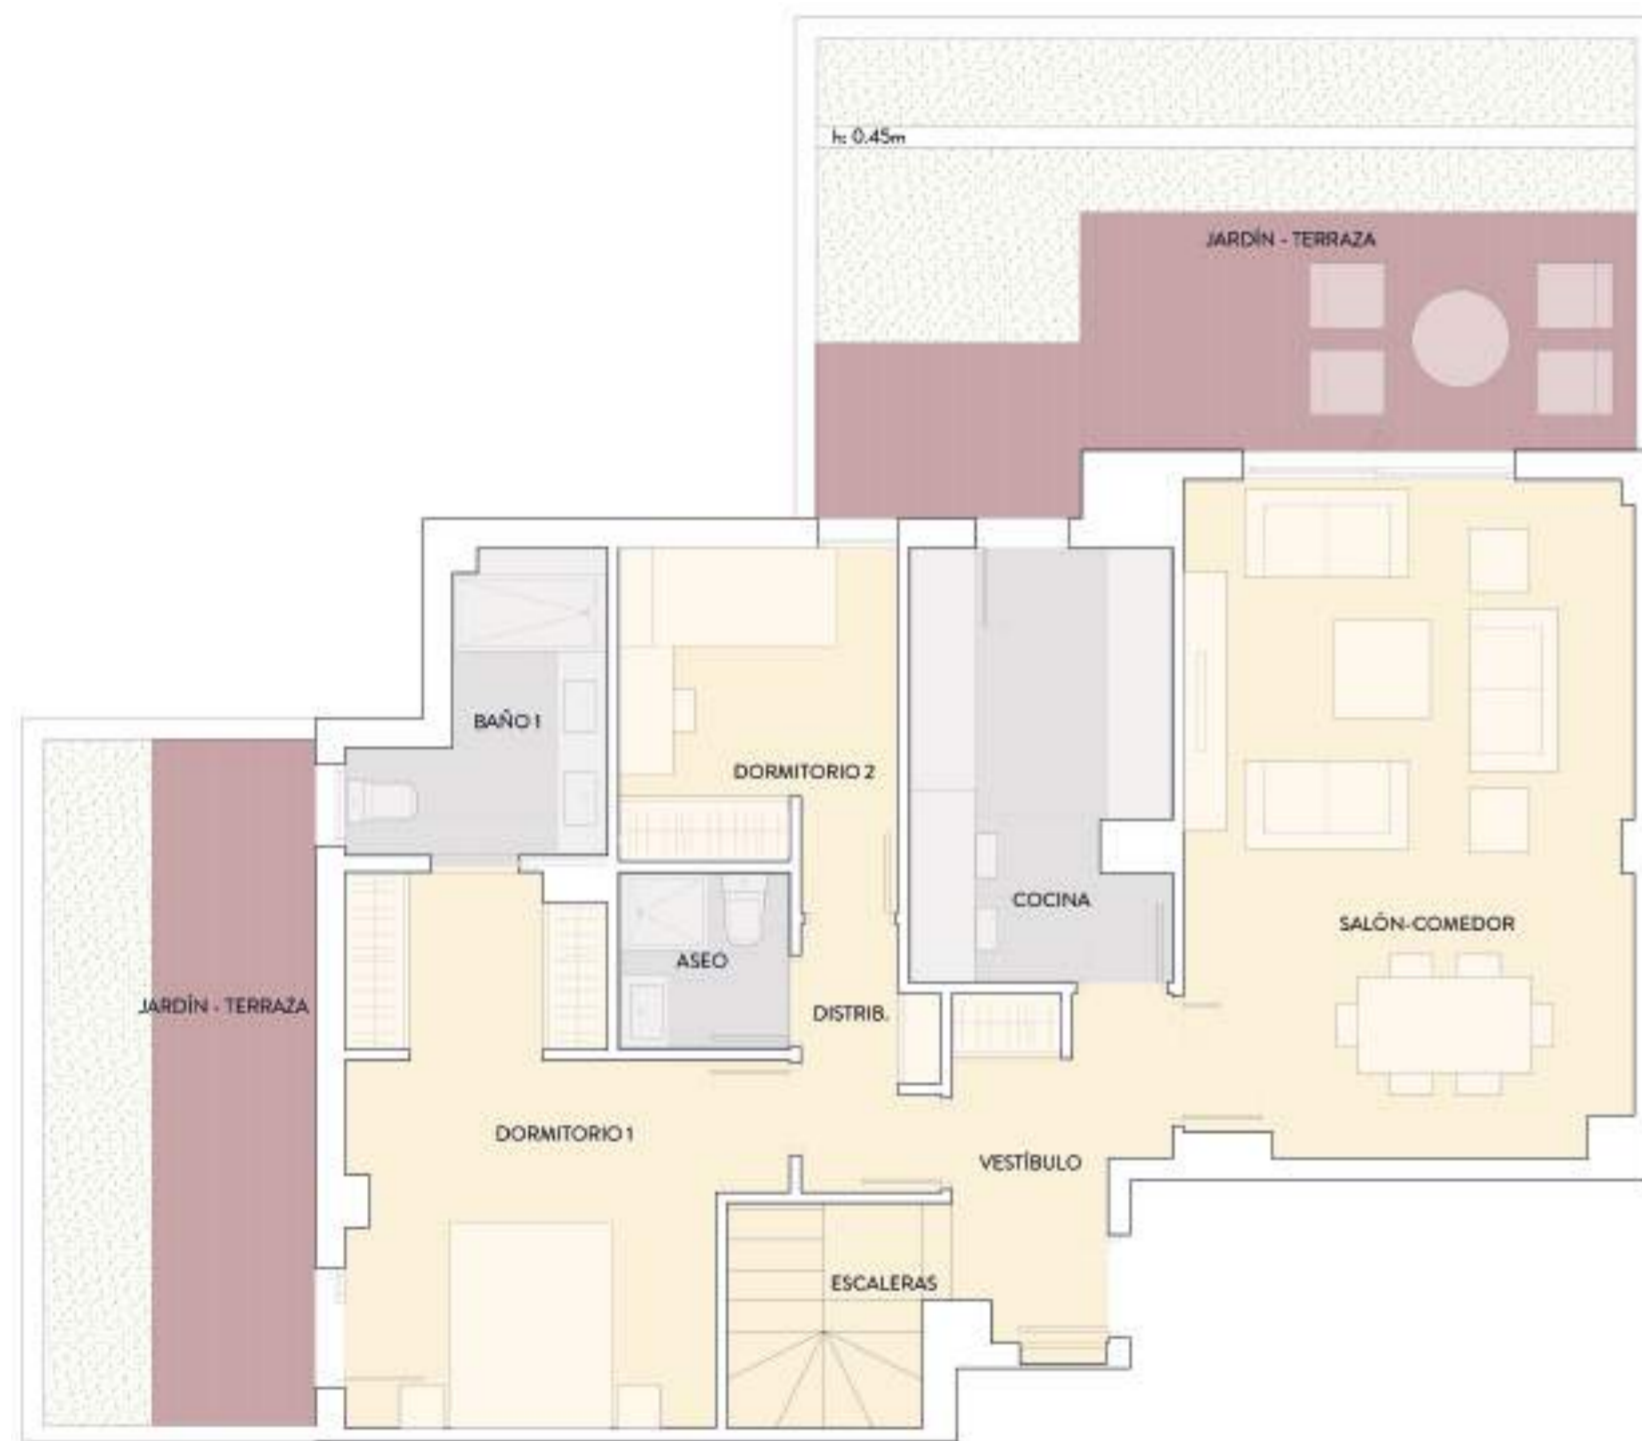 h: 0.45m
JARDÍN - TERRAZA
BAÑO 1
DORMITORIO 2
COCINA
SALÓN-COMEDOR
ASEO
JARDÍN - TERRAZA
DISTRIB.
DORMITORIO 1
VESTÍBULO
ESCALERAS